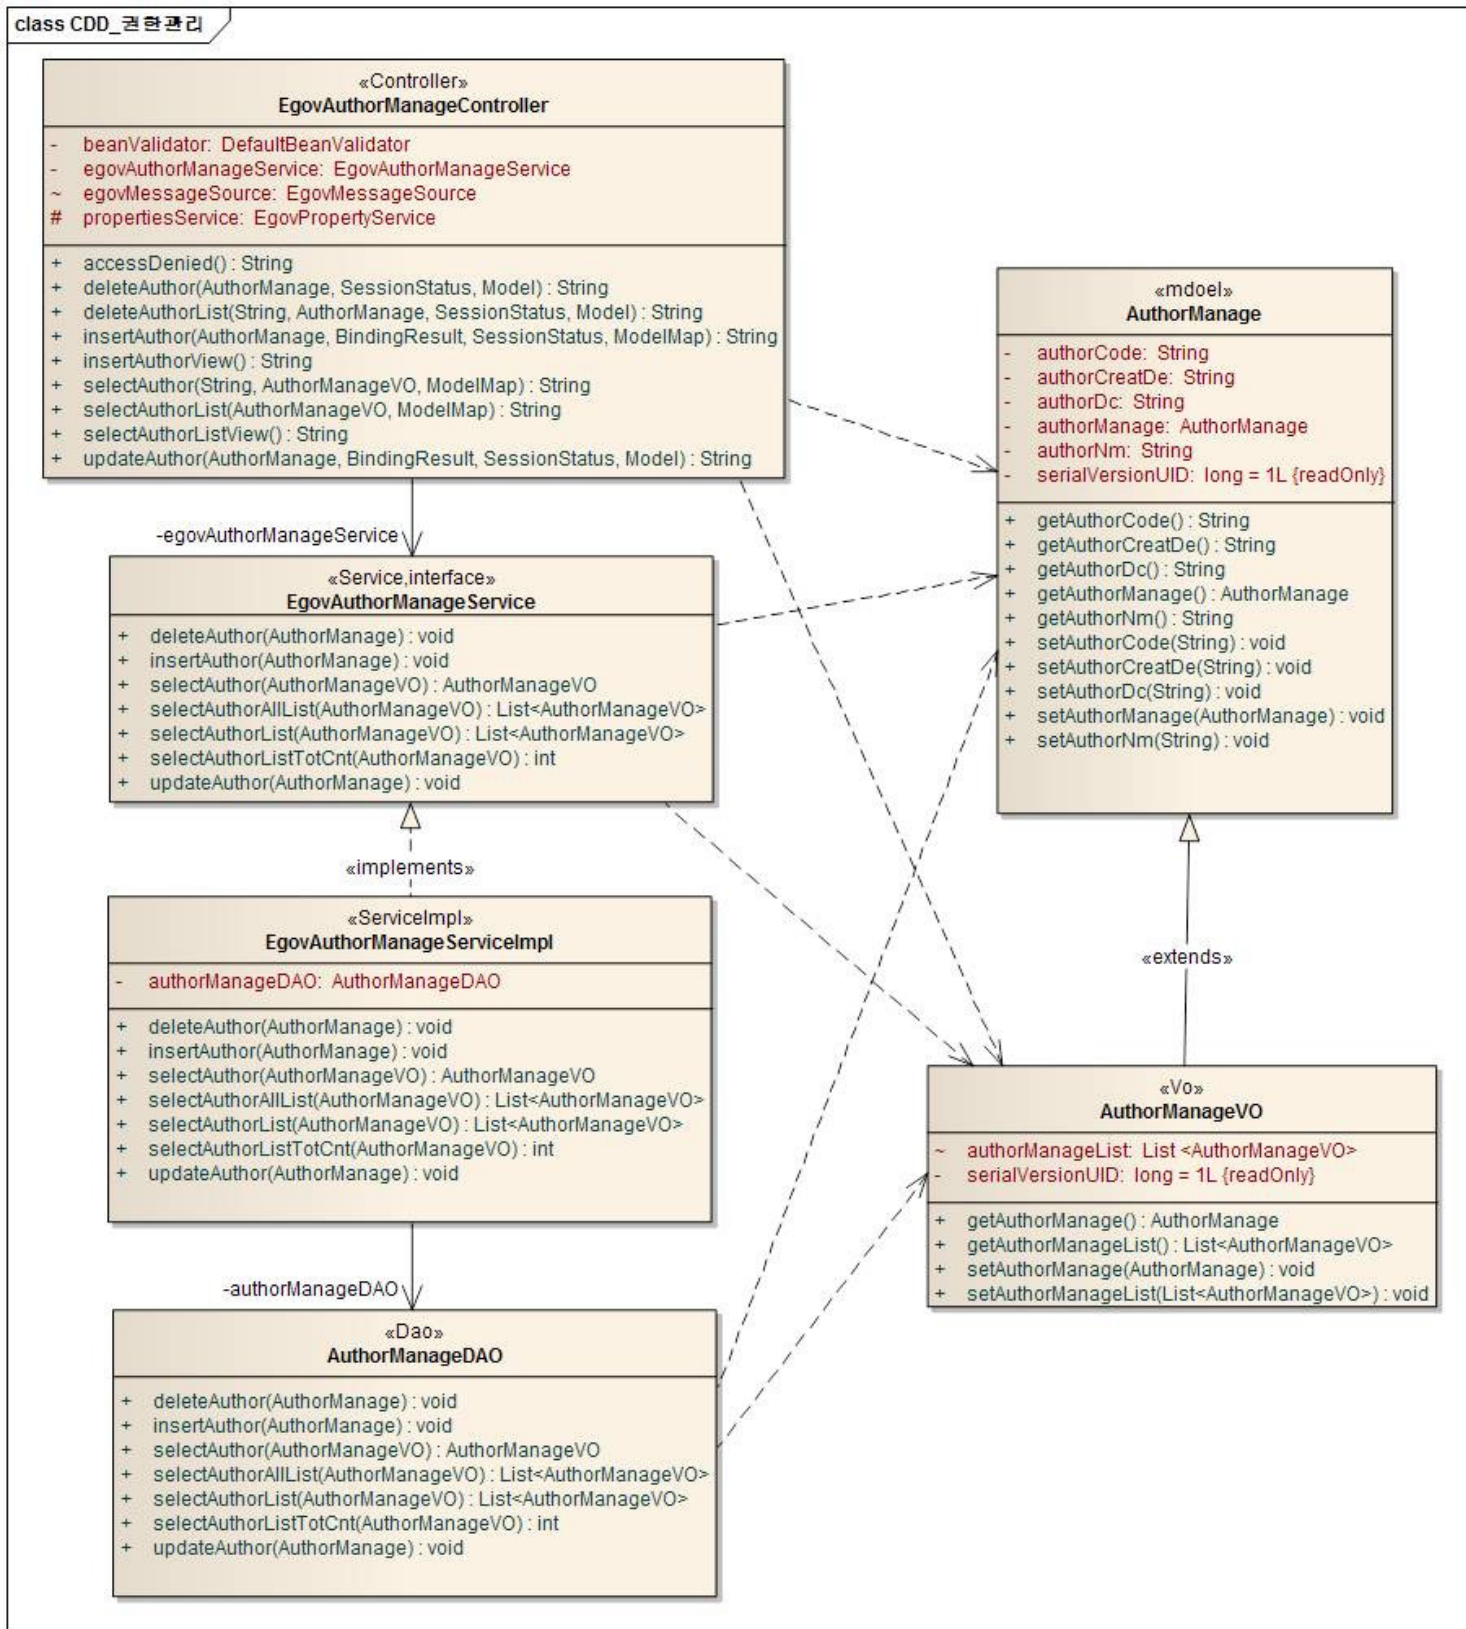 class CDD_권한관리
«Controller»
EgovAuthorManageController
- beanValidator: DefaultBeanValidator
- egovAuthorManageService: EgovAuthorManageService
~ egovMessageSource: EgovMessageSource
# propertiesService: EgovPropertyService
+ accessDenied() : String
+ deleteAuthor(AuthorManage, SessionStatus, Model) : String
+ deleteAuthorList(String, AuthorManage, SessionStatus, Model) : String
+ insertAuthor(AuthorManage, BindingResult, SessionStatus, ModelMap) : String
+ insertAuthorView() : String
+ selectAuthor(String, AuthorManageVO, ModelMap) : String
+ selectAuthorList(AuthorManageVO, ModelMap) : String
+ selectAuthorListView() : String
+ updateAuthor(AuthorManage, BindingResult, SessionStatus, Model) : String
-egovAuthorManageService
«Service,interface»
EgovAuthorManageService
+ deleteAuthor(AuthorManage) : void
+ insertAuthor(AuthorManage) : void
+ selectAuthor(AuthorManageVO) : AuthorManageVO
+ selectAuthorAllList(AuthorManageVO) : List<AuthorManageVO>
+ selectAuthorList(AuthorManageVO) : List<AuthorManageVO>
+ selectAuthorListTotCnt(AuthorManageVO) : int
+ updateAuthor(AuthorManage) : void
«implements»
«ServiceImpl»
EgovAuthorManageServiceImpl
- authorManageDAO: AuthorManageDAO
+ deleteAuthor(AuthorManage) : void
+ insertAuthor(AuthorManage) : void
+ selectAuthor(AuthorManageVO) : AuthorManageVO
+ selectAuthorAllList(AuthorManageVO) : List<AuthorManageVO>
+ selectAuthorList(AuthorManageVO) : List<AuthorManageVO>
+ selectAuthorListTotCnt(AuthorManageVO) : int
+ updateAuthor(AuthorManage) : void
-authorManageDAO
«Dao»
AuthorManageDAO
+ deleteAuthor(AuthorManage) : void
+ insertAuthor(AuthorManage) : void
+ selectAuthor(AuthorManageVO) : AuthorManageVO
+ selectAuthorAllList(AuthorManageVO) : List<AuthorManageVO>
+ selectAuthorList(AuthorManageVO) : List<AuthorManageVO>
+ selectAuthorListTotCnt(AuthorManageVO) : int
+ updateAuthor(AuthorManage) : void
«mdoel»
AuthorManage
- authorCode: String
- authorCreatDe: String
- authorDc: String
- authorManage: AuthorManage
- authorNm: String
- serialVersionUID: long = 1L {readOnly}
+ getAuthorCode() : String
+ getAuthorCreatDe() : String
+ getAuthorDc() : String
+ getAuthorManage() : AuthorManage
+ getAuthorNm() : String
+ setAuthorCode(String) : void
+ setAuthorCreatDe(String) : void
+ setAuthorDc(String) : void
+ setAuthorManage(AuthorManage) : void
+ setAuthorNm(String) : void
«extends»
«Vo»
AuthorManageVO
~ authorManageList: List <AuthorManageVO>
- serialVersionUID: long = 1L {readOnly}
+ getAuthorManage() : AuthorManage
+ getAuthorManageList() : List<AuthorManageVO>
+ setAuthorManage(AuthorManage) : void
+ setAuthorManageList(List<AuthorManageVO>) : void